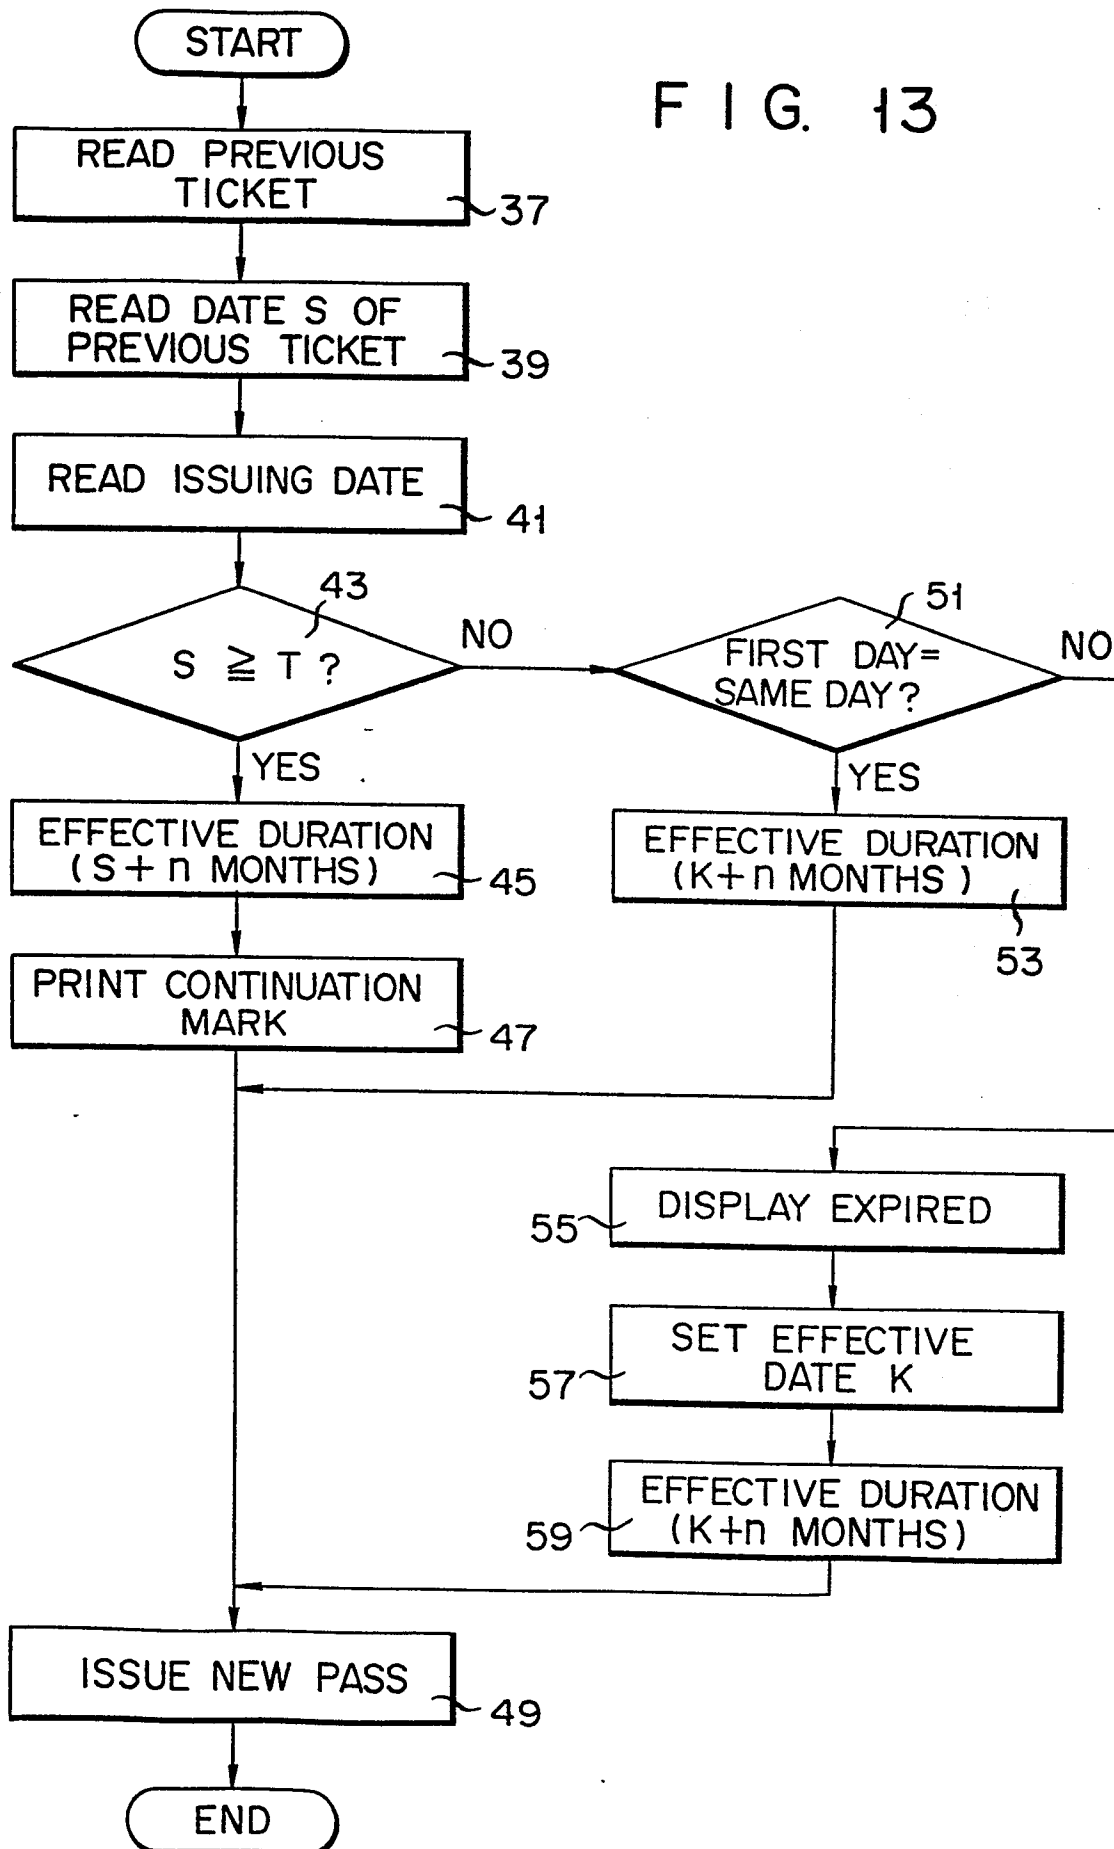 START
F I G. 13
READ PREVIOUS
TICKET
37
READ DATE S OF
PREVIOUS TICKET
39
READ ISSUING DATE
41
43
S ≧ T ?
NO
51
FIRST DAY=
SAME DAY?
NO
YES
YES
EFFECTIVE DURATION
(S+n MONTHS)
45
EFFECTIVE DURATION
(K+n MONTHS)
53
PRINT CONTINUATION
MARK
47
DISPLAY EXPIRED
55
SET EFFECTIVE
DATE K
57
EFFECTIVE DURATION
(K+n MONTHS)
59
ISSUE NEW PASS
49
END